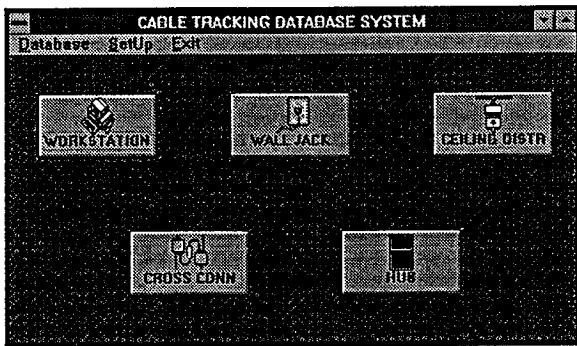 CABLE TRACKING DATABASE SYSTEM
Database SetUp Exit
WORKSTATION
WALL JACK
CEILING DISTR
CROSS CONN
HUB